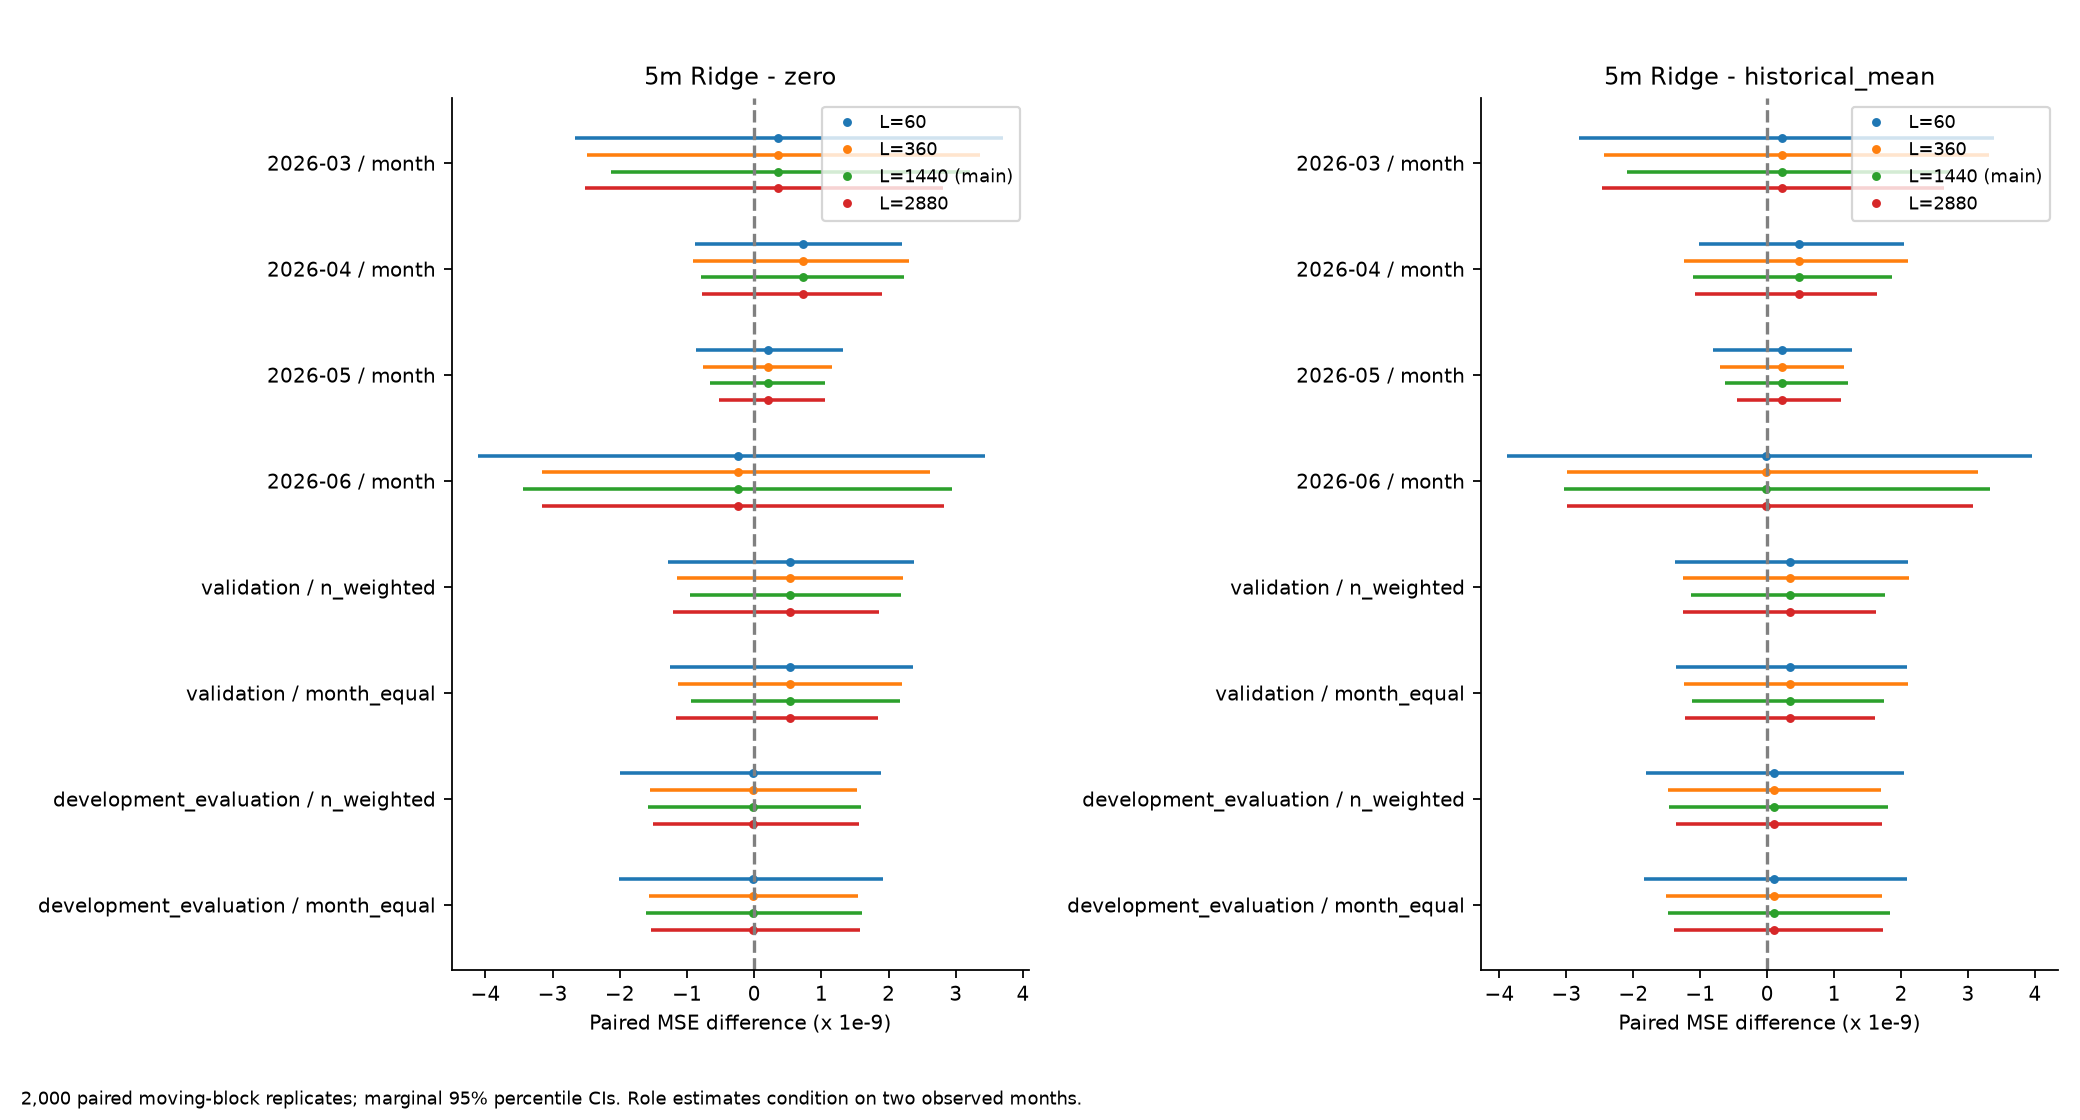 5m Ridge - zero
L=60
L=360
L=1440 (main)
L=2880
2026-03 / month
2026-04 / month
2026-05 / month
2026-06 / month
validation / n_weighted
validation / month_equal
development_evaluation / n_weighted
development_evaluation / month_equal
−4 −3 −2 −1 0 1 2 3 4
Paired MSE difference (x 1e-9)
5m Ridge - historical_mean
L=60
L=360
L=1440 (main)
L=2880
2026-03 / month
2026-04 / month
2026-05 / month
2026-06 / month
validation / n_weighted
validation / month_equal
development_evaluation / n_weighted
development_evaluation / month_equal
−4 −3 −2 −1 0 1 2 3 4
Paired MSE difference (x 1e-9)
2,000 paired moving-block replicates; marginal 95% percentile CIs. Role estimates condition on two observed months.